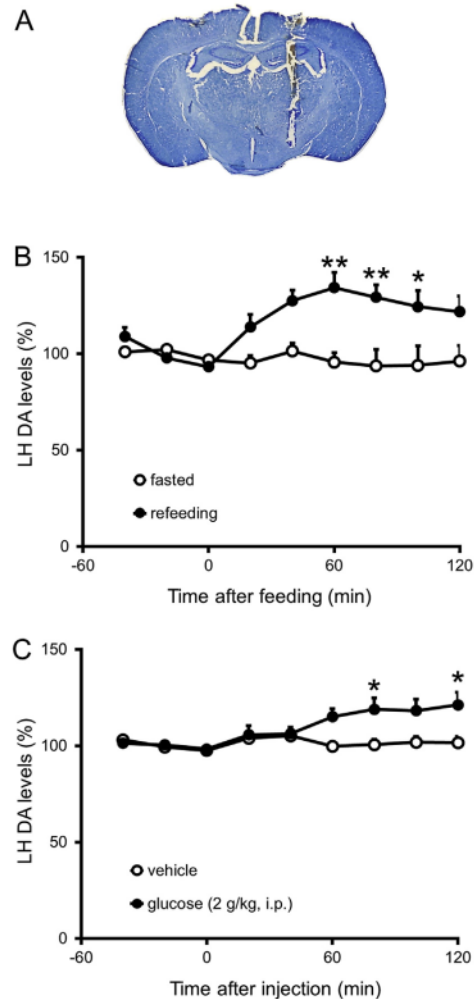 A
B
150
** ** *
100
LH DA levels (%)
50
fasted
refeeding
0
-60 0 60 120
Time after feeding (min)
C
150
* *
100
LH DA levels (%)
50
vehicle
glucose (2 g/kg, i.p.)
0
-60 0 60 120
Time after injection (min)